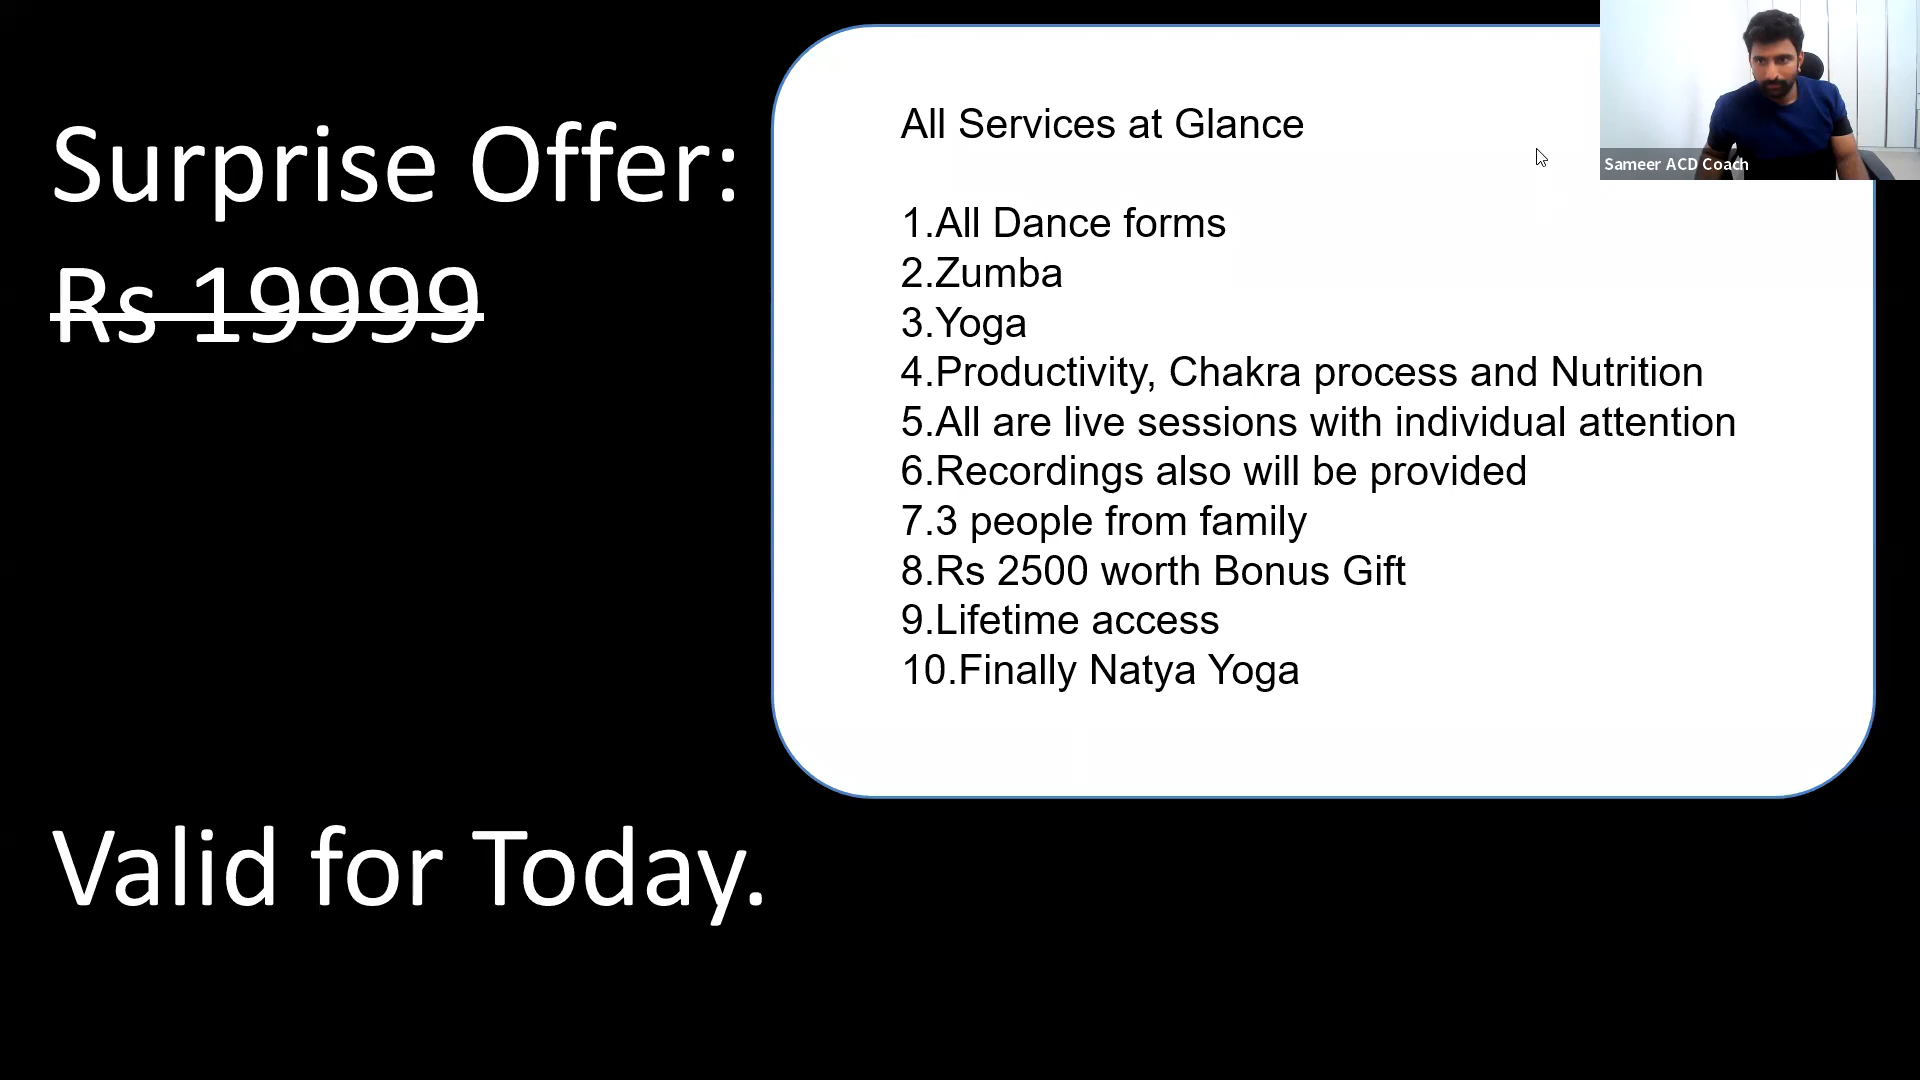 Surprise Offer:
Rs 19999
Valid for Today.
All Services at Glance
1.All Dance forms
2.Zumba
3.Yoga
4.Productivity, Chakra process and Nutrition
5.All are live sessions with individual attention
6.Recordings also will be provided
7.3 people from family
8.Rs 2500 worth Bonus Gift
9.Lifetime access
10.Finally Natya Yoga
Sameer ACD Coach